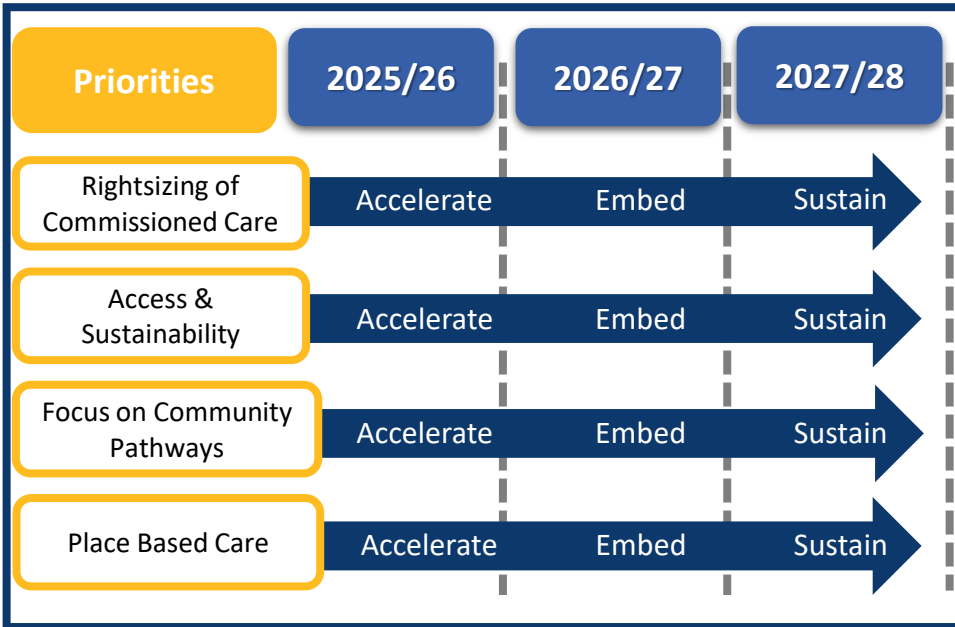 Priorities
2025/26
2026/27
2027/28
Rightsizing of
Commissioned Care
Accelerate
Embed
Sustain
Access &
Sustainability
Accelerate
Embed
Sustain
Focus on Community
Pathways
Accelerate
Embed
Sustain
Place Based Care
Accelerate
Embed
Sustain